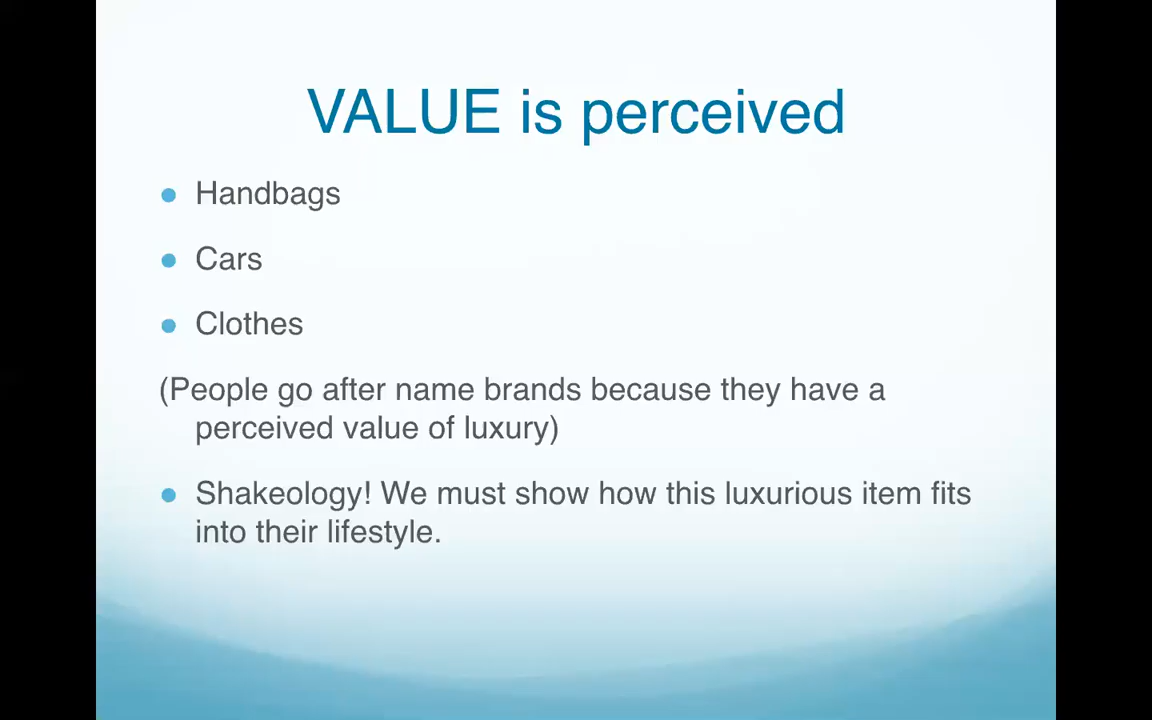 VALUE is perceived
Handbags
Cars
Clothes
(People go after name brands because they have a
perceived value of luxury)
Shakeology! We must show how this luxurious item fits
into their lifestyle.